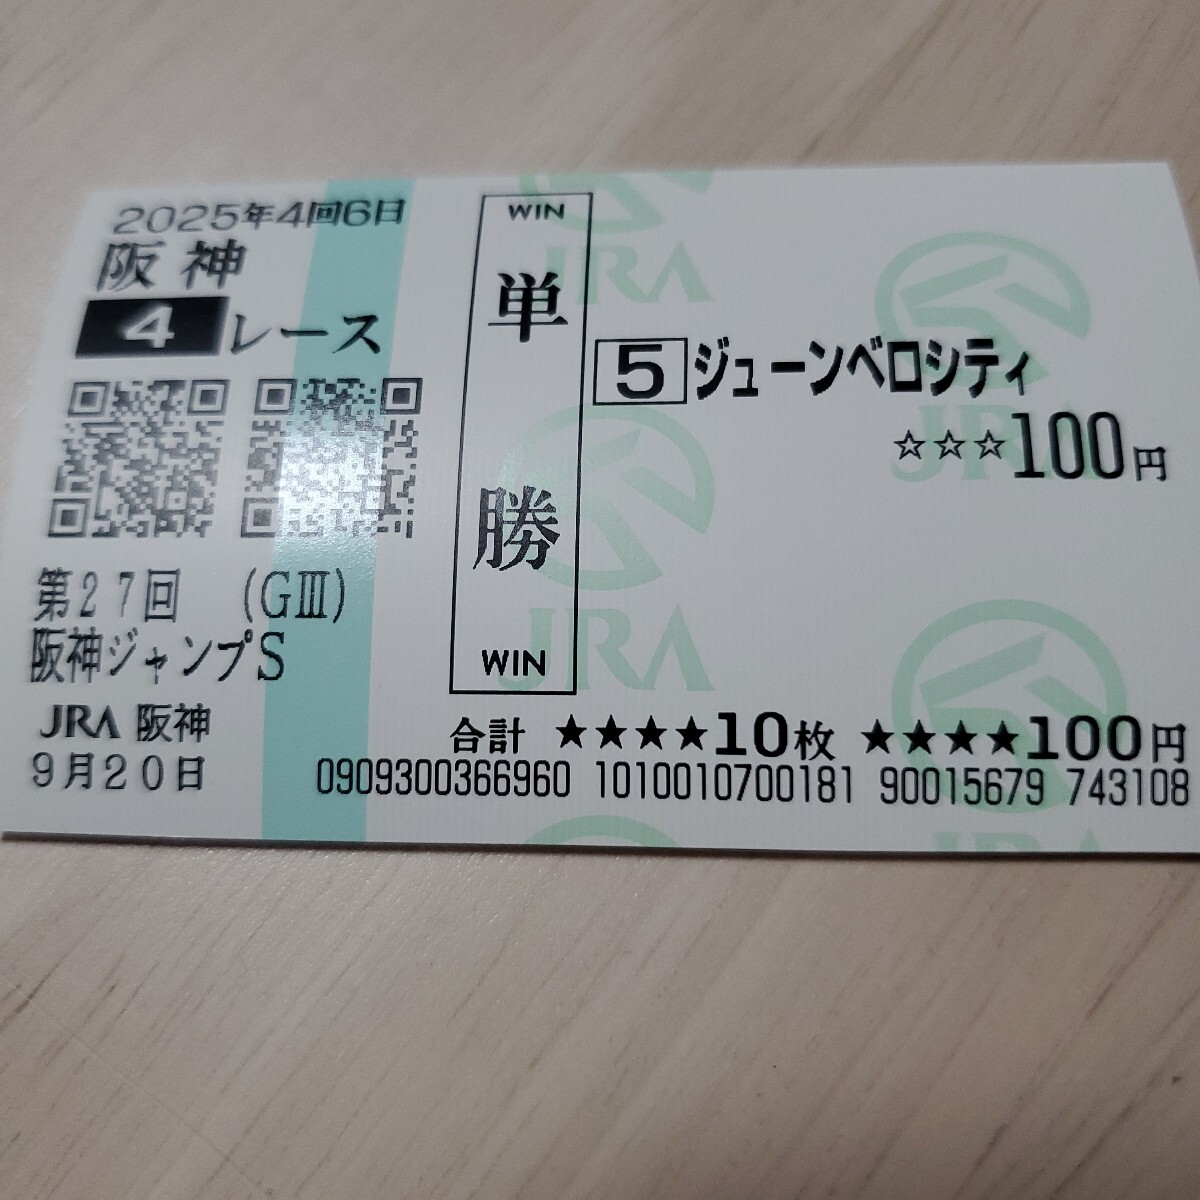 2025年4回6日
阪神
4レース
第27回 (GⅢ)
阪神ジャンプS
JRA 阪神
9月20日
WIN
単勝
WIN
5 ジューンベロシティ
☆☆☆100円
合計 ★★★★10枚 ★★★★100円
0909300366960 1010010700181 90015679 743108
JRA
JRA
JRA
JRA